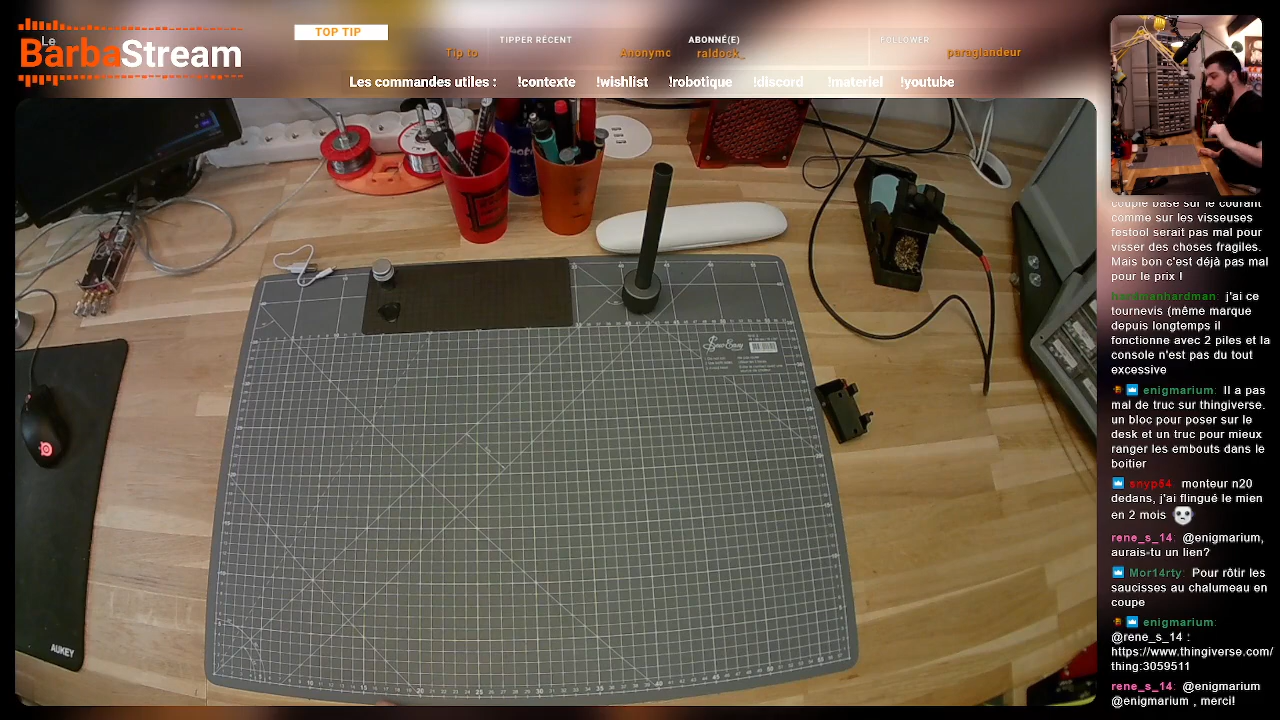 Le
BarbaStream
TOP TIP
Tip to
TIPPER RÉCENT
Anonymc
ABONNÉ(E)
raldock_
FOLLOWER
paraglandeur
Les commandes utiles : !contexte !wishlist !robotique !discord !materiel !youtube
couple basé sur le courant
comme sur les visseuses
festool serait pas mal pour
visser des choses fragiles.
Mais bon c'est déjà pas mal
pour le prix !
j'ai ce
tournevis (même marque
depuis longtemps il
fonctionne avec 2 piles et la
console n'est pas du tout
excessive
enigmarium: Il a pas
mal de truc sur thingiverse.
un bloc pour poser sur le
desk et un truc pour mieux
ranger les embouts dans le
boitier
snyp54: monteur n20
dedans, j'ai flingué le mien
en 2 mois
rene_s_14: @enigmarium,
aurais-tu un lien?
Mor14rty: Pour rôtir les
saucisses au chalumeau en
coupe
enigmarium:
@rene_s_14 :
https://www.thingiverse.com/
thing:3059511
rene_s_14: @enigmarium
@enigmarium , merci!
SewEasy
AUKEY